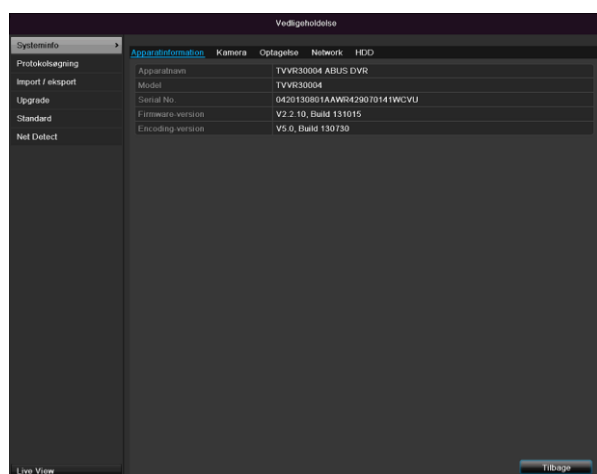 Vedligeholdelse
Systeminfo >
Protokolsøgning
Import / eksport
Upgrade
Standard
Net Detect
Apparatinformation Kamera Optagelse Network HDD
Apparatnavn TVVR30004 ABUS DVR
Model TVVR30004
Serial No. 0420130801AAWR429070141WCVU
Firmware-version V2.2.10, Build 131015
Encoding-version V5.0, Build 130730
Live View
Tilbage